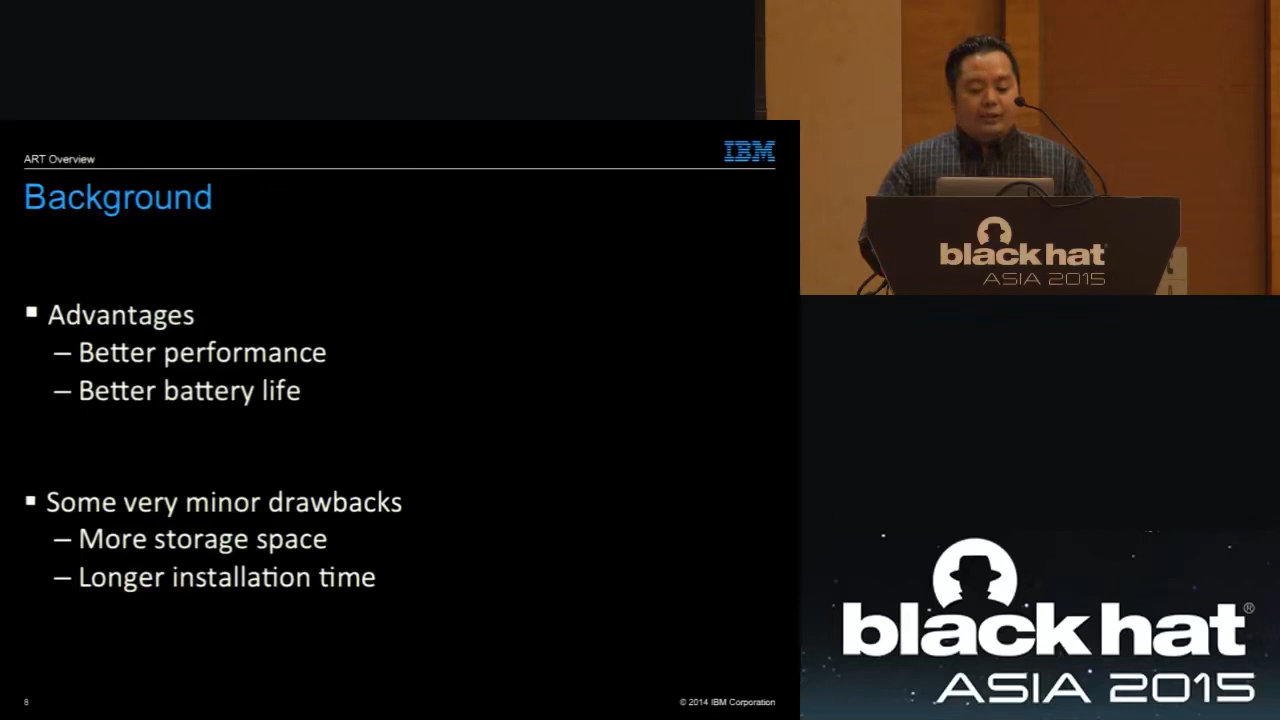 ART Overview
IBM
Background
Advantages
– Better performance
– Better battery life
Some very minor drawbacks
– More storage space
– Longer installation time
8
© 2014 IBM Corporation
black hat
ASIA 2015
black hat®
ASIA 2015